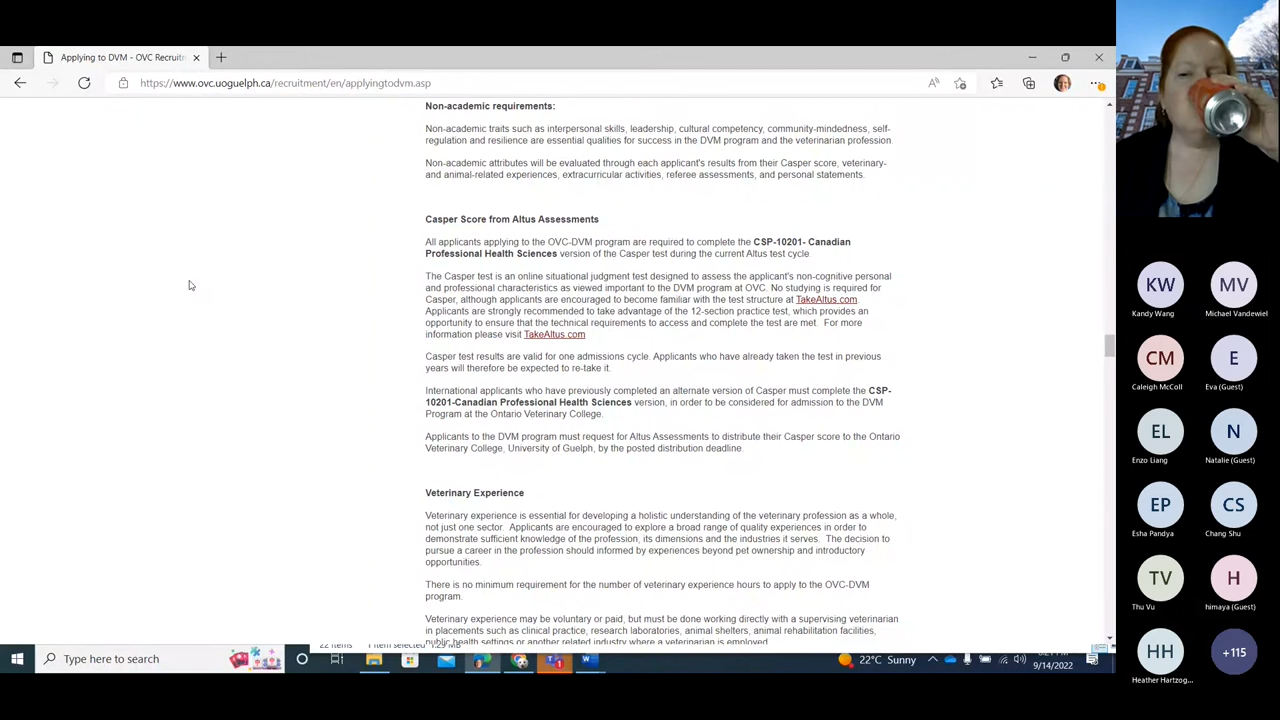 Applying to DVM - OVC Recruitm
https://www.ovc.uoguelph.ca/recruitment/en/applyingtodvm.asp
Non-academic requirements:
Non-academic traits such as interpersonal skills, leadership, cultural competency, community-mindedness, self-
regulation and resilience are essential qualities for success in the DVM program and the veterinarian profession.
Non-academic attributes will be evaluated through each applicant's results from their Casper score, veterinary-
and animal-related experiences, extracurricular activities, referee assessments, and personal statements.
Casper Score from Altus Assessments
All applicants applying to the OVC-DVM program are required to complete the CSP-10201- Canadian
Professional Health Sciences version of the Casper test during the current Altus test cycle.
The Casper test is an online situational judgment test designed to assess the applicant's non-cognitive personal
and professional characteristics as viewed important to the DVM program at OVC. No studying is required for
Casper, although applicants are encouraged to become familiar with the test structure at TakeAltus.com.
Applicants are strongly recommended to take advantage of the 12-section practice test, which provides an
opportunity to ensure that the technical requirements to access and complete the test are met. For more
information please visit TakeAltus.com
Casper test results are valid for one admissions cycle. Applicants who have already taken the test in previous
years will therefore be expected to re-take it.
International applicants who have previously completed an alternate version of Casper must complete the CSP-
10201-Canadian Professional Health Sciences version, in order to be considered for admission to the DVM
Program at the Ontario Veterinary College.
Applicants to the DVM program must request for Altus Assessments to distribute their Casper score to the Ontario
Veterinary College, University of Guelph, by the posted distribution deadline.
Veterinary Experience
Veterinary experience is essential for developing a holistic understanding of the veterinary profession as a whole,
not just one sector. Applicants are encouraged to explore a broad range of quality experiences in order to
demonstrate sufficient knowledge of the profession, its dimensions and the industries it serves. The decision to
pursue a career in the profession should informed by experiences beyond pet ownership and introductory
opportunities.
There is no minimum requirement for the number of veterinary experience hours to apply to the OVC-DVM
program.
Veterinary experience may be voluntary or paid, but must be done working directly with a supervising veterinarian
in placements such as clinical practice, research laboratories, animal shelters, animal rehabilitation facilities,
public health settings or another related industry where a veterinarian is employed.
22 items 1 item selected 1.29 MB
Type here to search
22°C Sunny
9/14/2022
KW
Kandy Wang
MV
Michael Vandewiel
CM
Caleigh McColl
E
Eva (Guest)
EL
Enzo Liang
N
Natalie (Guest)
EP
Esha Pandya
CS
Chang Shu
TV
Thu Vu
H
himaya (Guest)
HH
Heather Hartzog...
+115